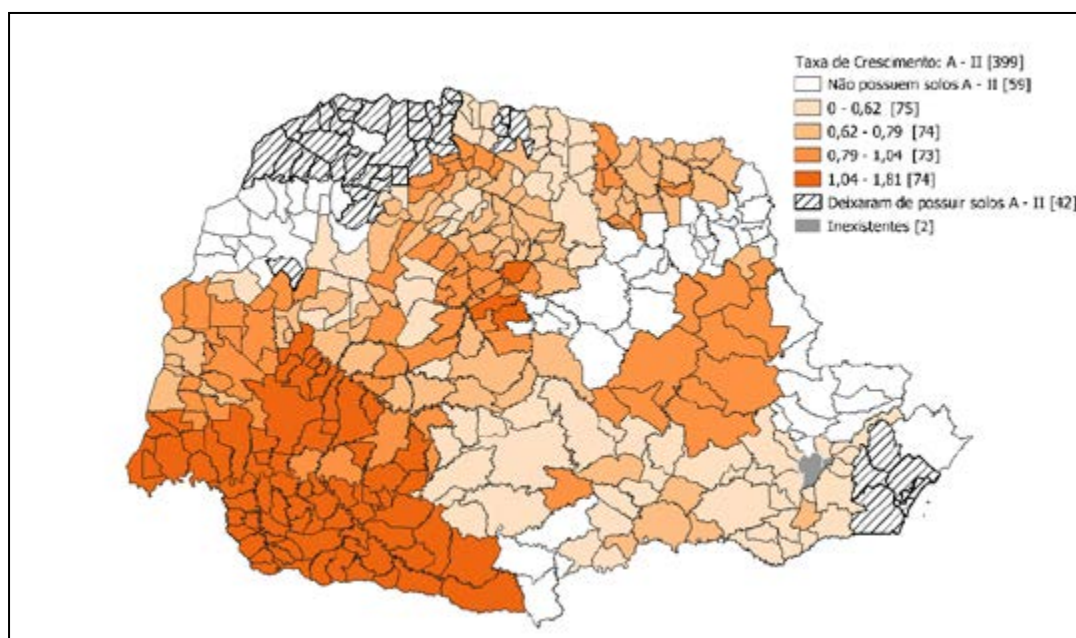 Taxa de Crescimento: A - II [399]
Não possuem solos A - II [59]
0 - 0,62 [75]
0,62 - 0,79 [74]
0,79 - 1,04 [73]
1,04 - 1,81 [74]
Deixaram de possuir solos A - II [42]
Inexistentes [2]